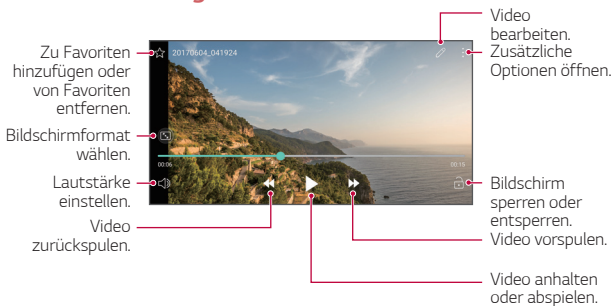 Video
bearbeiten.
Zusätzliche
Optionen öffnen.
Zu Favoriten
hinzufügen oder
von Favoriten
entfernen.
20170604_041924
Bildschirmformat
wählen.
00:06
00:15
Lautstärke
einstellen.
Video
zurückspulen.
Bildschirm
sperren oder
entsperren.
Video vorspulen.
Video anhalten
oder abspielen.